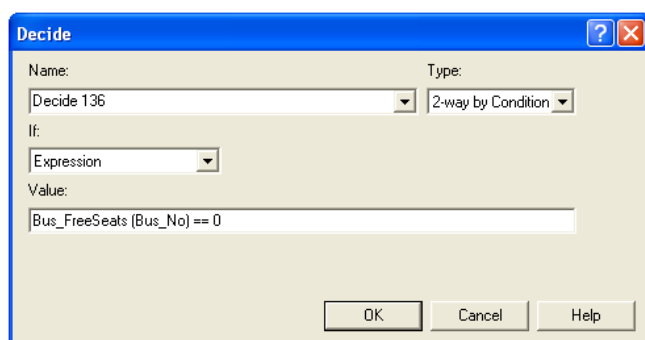 Decide
Name: Type:
Decide 136 2-way by Condition
If:
Expression
Value:
Bus_FreeSeats (Bus_No) == 0
OK Cancel Help